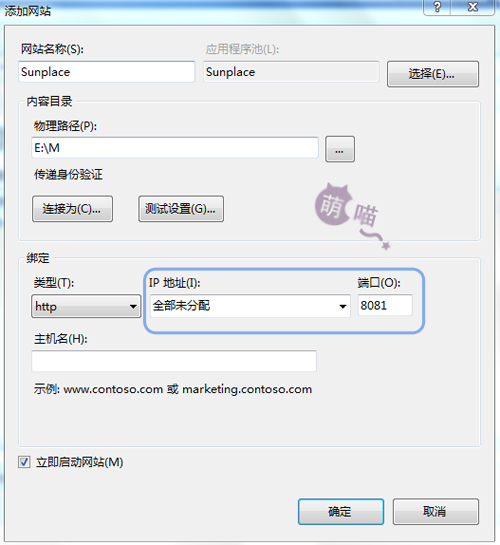 添加网站
网站名称(S):
应用程序池(L):
Sunplace
Sunplace
选择(E)...
内容目录
物理路径(P):
E:\M
...
传递身份验证
连接为(C)...
测试设置(G)...
萌喵
绑定
类型(T):
IP 地址(I):
端口(O):
http
全部未分配
8081
主机名(H):
示例: www.contoso.com 或 marketing.contoso.com
立即启动网站(M)
确定
取消